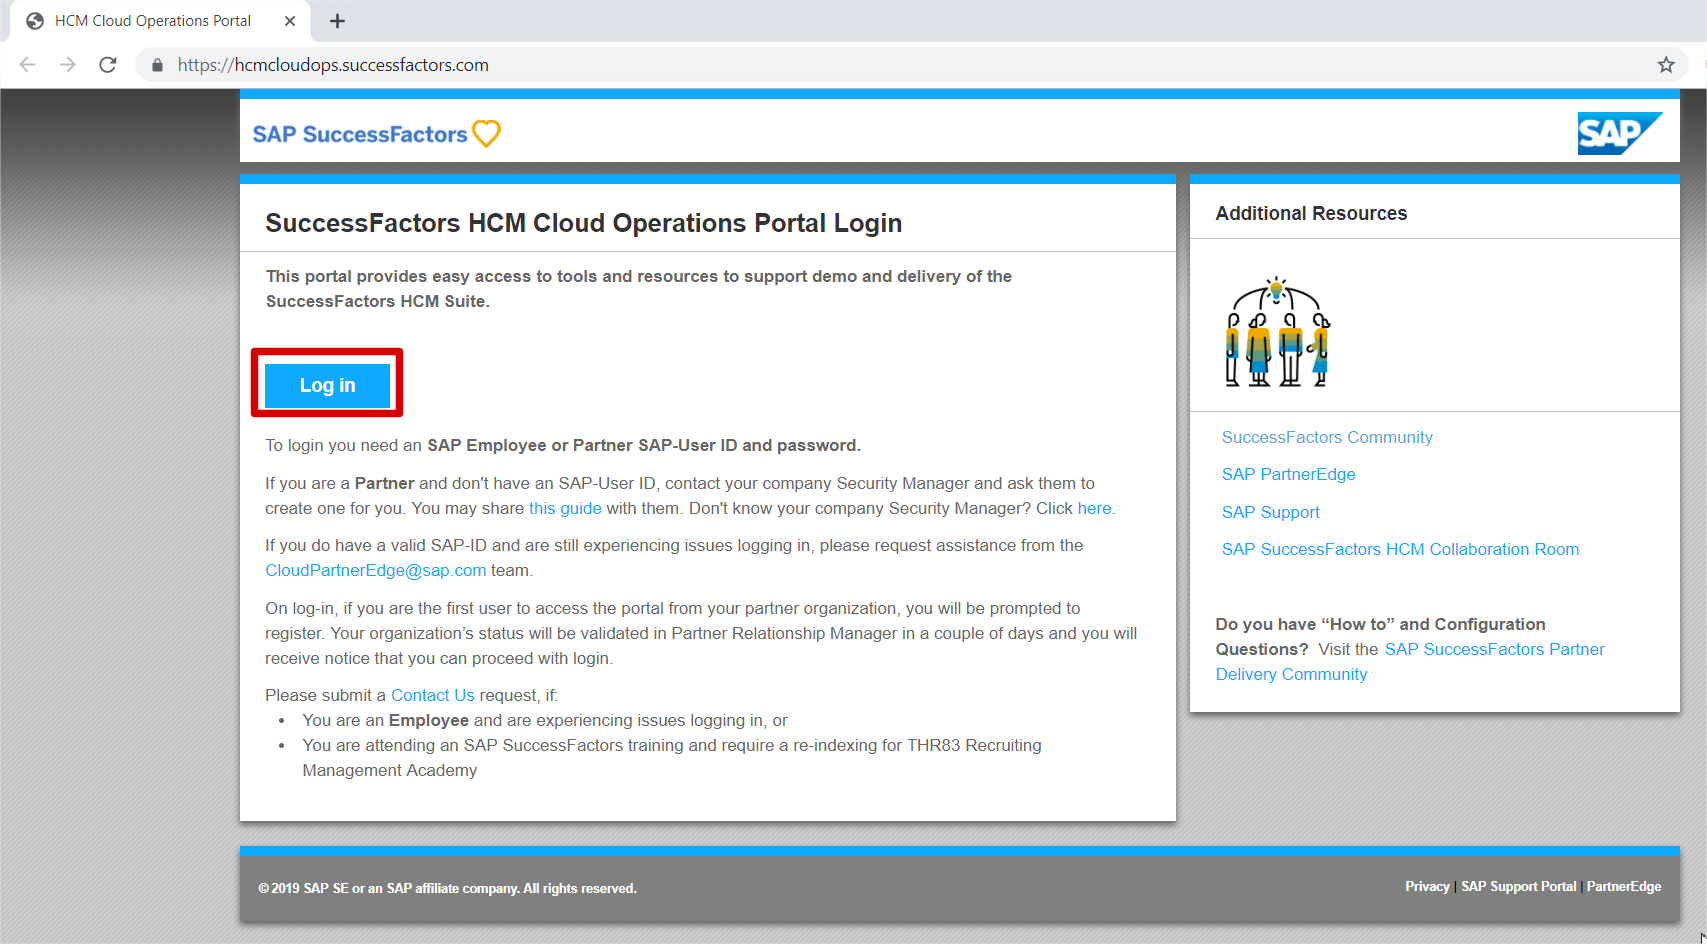 HCM Cloud Operations Portal
https://hcmcloudops.successfactors.com
SAP SuccessFactors
SAP
SuccessFactors HCM Cloud Operations Portal Login
This portal provides easy access to tools and resources to support demo and delivery of the
SuccessFactors HCM Suite.
Log in
To login you need an SAP Employee or Partner SAP-User ID and password.
If you are a Partner and don't have an SAP-User ID, contact your company Security Manager and ask them to
create one for you. You may share this guide with them. Don't know your company Security Manager? Click here.
If you do have a valid SAP-ID and are still experiencing issues logging in, please request assistance from the
CloudPartnerEdge@sap.com team.
On log-in, if you are the first user to access the portal from your partner organization, you will be prompted to
register. Your organization’s status will be validated in Partner Relationship Manager in a couple of days and you will
receive notice that you can proceed with login.
Please submit a Contact Us request, if:
• You are an Employee and are experiencing issues logging in, or
• You are attending an SAP SuccessFactors training and require a re-indexing for THR83 Recruiting
Management Academy
Additional Resources
SuccessFactors Community
SAP PartnerEdge
SAP Support
SAP SuccessFactors HCM Collaboration Room
Do you have “How to” and Configuration
Questions? Visit the SAP SuccessFactors Partner
Delivery Community
© 2019 SAP SE or an SAP affiliate company. All rights reserved.
Privacy | SAP Support Portal | PartnerEdge